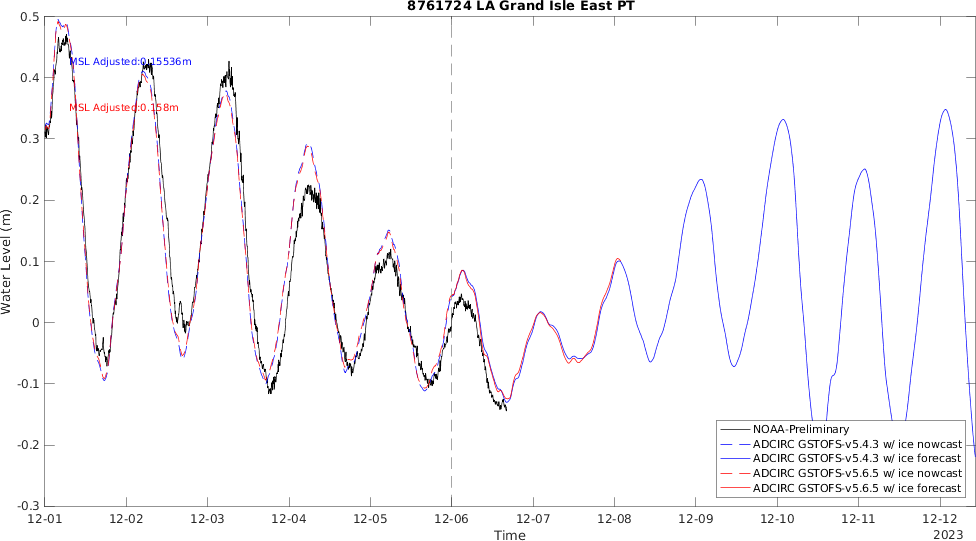 8761724 LA Grand Isle East PT
0.5
0.4
0.3
0.2
0.1
0
-0.1
-0.2
-0.3
Water Level (m)
MSL Adjusted:0.15536m
MSL Adjusted:0.158m
NOAA-Preliminary
ADCIRC GSTOFS-v5.4.3 w/ ice nowcast
ADCIRC GSTOFS-v5.4.3 w/ ice forecast
ADCIRC GSTOFS-v5.6.5 w/ ice nowcast
ADCIRC GSTOFS-v5.6.5 w/ ice forecast
12-01 12-02 12-03 12-04 12-05 12-06 12-07 12-08 12-09 12-10 12-11 12-12
Time
2023